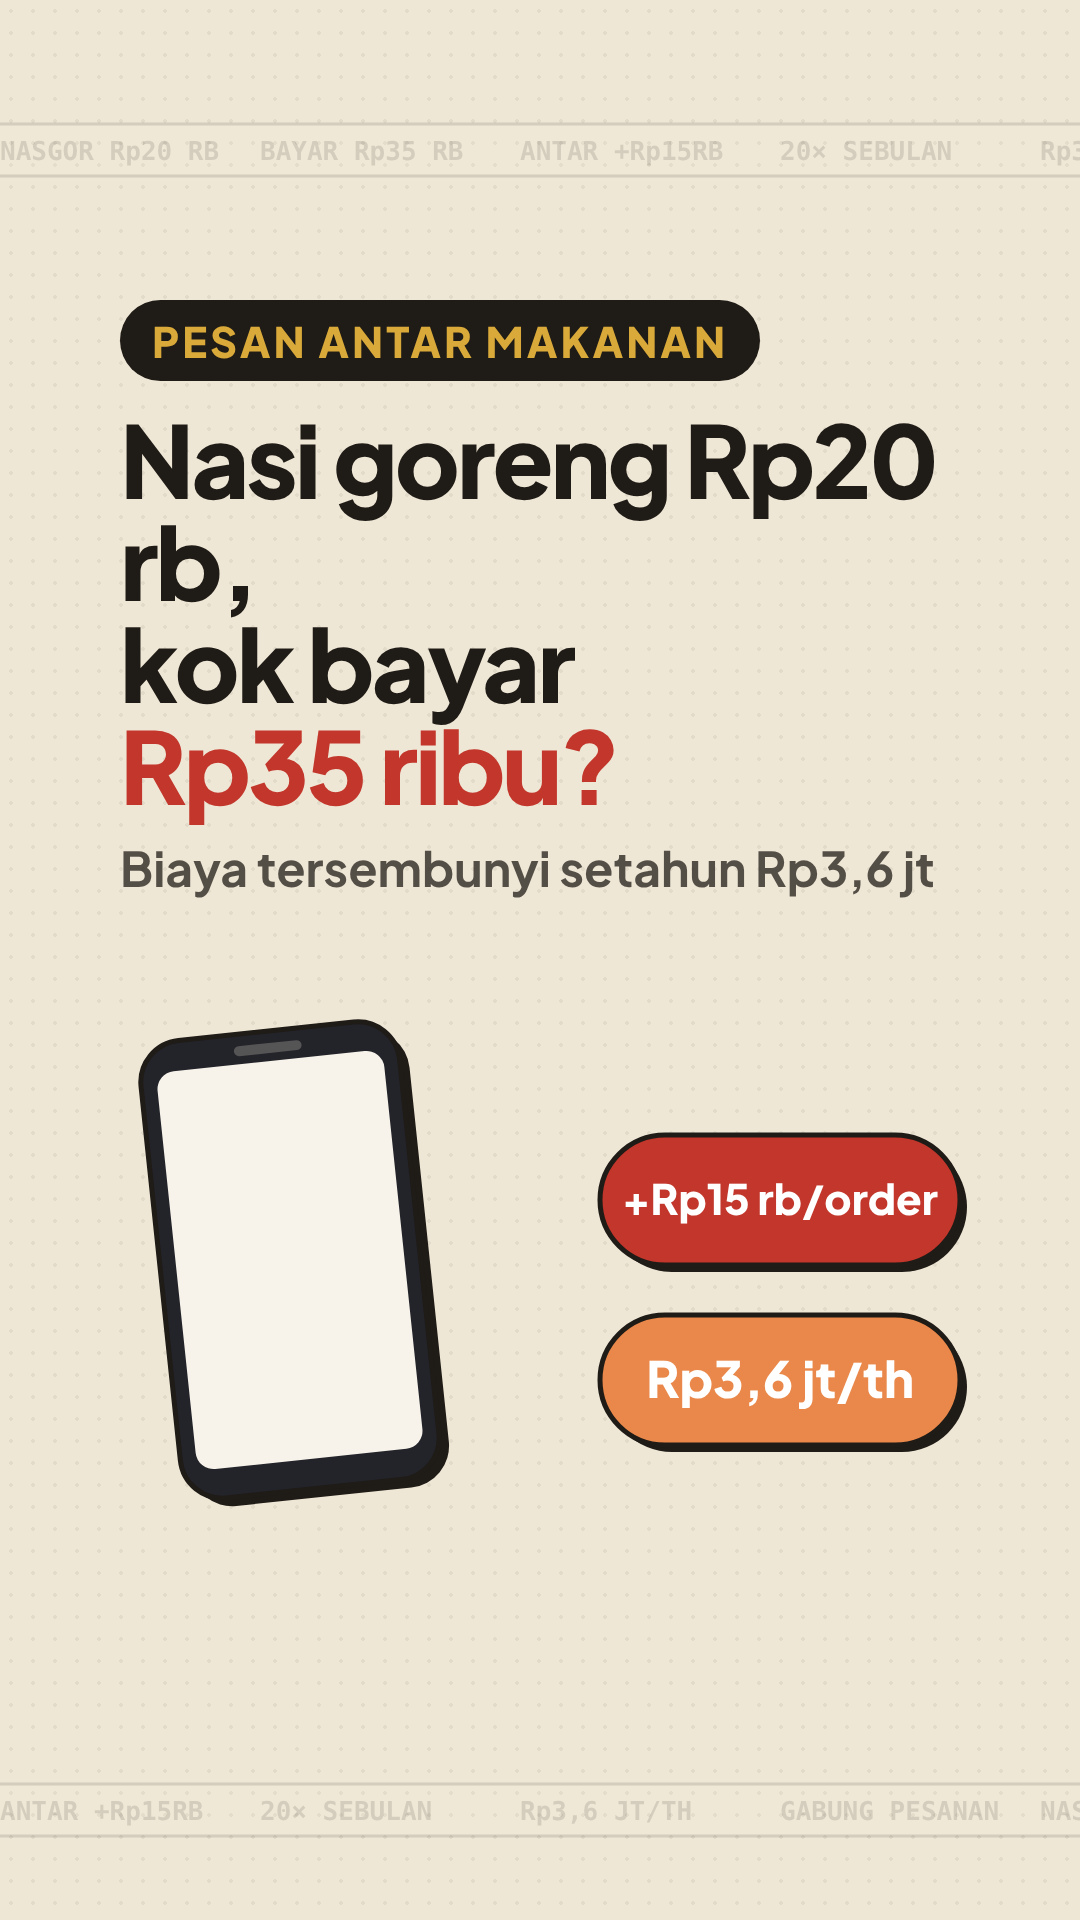 NASGOR Rp20 RB BAYAR Rp35 RB ANTAR +Rp15RB 20× SEBULAN
PESAN ANTAR MAKANAN
Nasi goreng Rp20
rb,
kok bayar
Rp35 ribu?
Biaya tersembunyi setahun Rp3,6 jt
+Rp15 rb/order
Rp3,6 jt/th
ANTAR +Rp15RB 20× SEBULAN Rp3,6 JT/TH GABUNG PESANAN